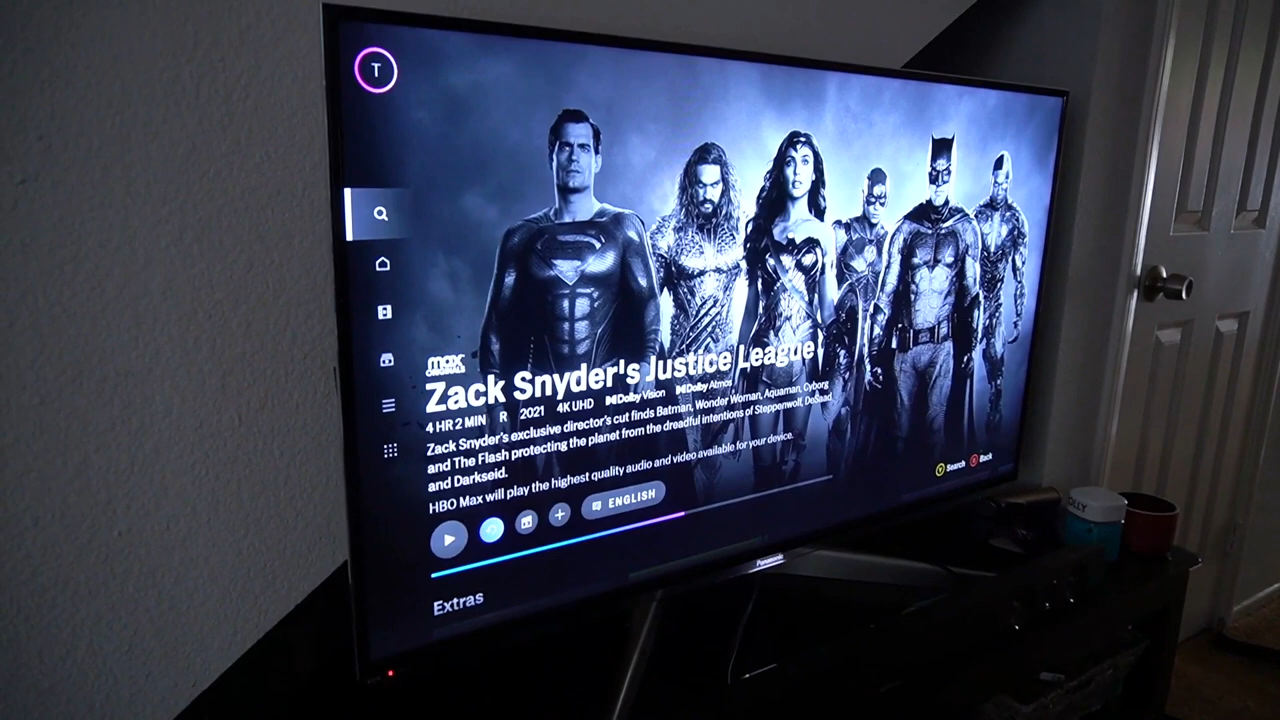 T
max
ORIGINALS
Zack Snyder's Justice League
4 HR 2 MIN R 2021 4K UHD Dolby Vision Dolby Atmos
Zack Snyder's exclusive director's cut finds Batman, Wonder Woman, Aquaman, Cyborg
and The Flash protecting the planet from the dreadful intentions of Steppenwolf, DeSaad
and Darkseid.
HBO Max will play the highest quality audio and video available for your device.
ENGLISH
Y Search B Back
Extras
Panasonic
OLLY